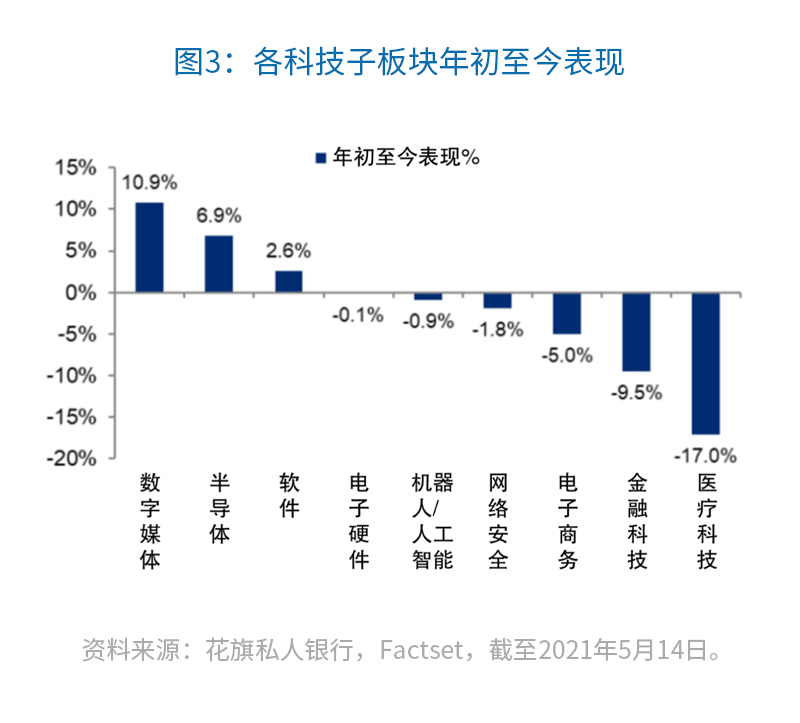 图3：各科技子板块年初至今表现
年初至今表现%
15%
10%
5%
0%
-5%
-10%
-15%
-20%
10.9%
6.9%
2.6%
-0.1%
-0.9%
-1.8%
-5.0%
-9.5%
-17.0%
数字媒体
半导体
软件
电子硬件
机器
人/
人工
智能
网络安全
电子商务
金融科技
医疗科技
资料来源：花旗私人银行，Factset，截至2021年5月14日。